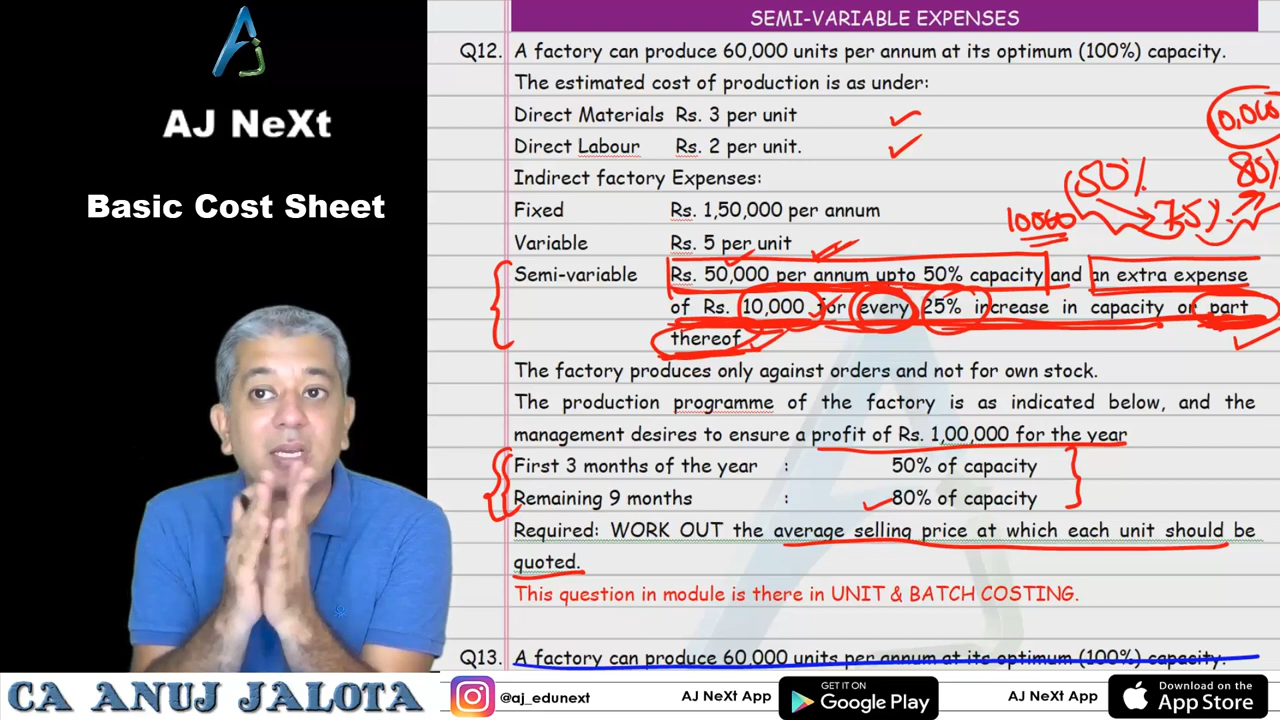 SEMI-VARIABLE EXPENSES
AJ NeXt
Basic Cost Sheet
Q12. A factory can produce 60,000 units per annum at its optimum (100%) capacity.
The estimated cost of production is as under:
Direct Materials Rs. 3 per unit
Direct Labour Rs. 2 per unit.
Indirect factory Expenses:
Fixed Rs. 1,50,000 per annum
Variable Rs. 5 per unit
Semi-variable Rs. 50,000 per annum upto 50% capacity and an extra expense
of Rs. 10,000 for every 25% increase in capacity or part
thereof
The factory produces only against orders and not for own stock.
The production programme of the factory is as indicated below, and the
management desires to ensure a profit of Rs. 1,00,000 for the year
First 3 months of the year : 50% of capacity
Remaining 9 months : 80% of capacity
Required: WORK OUT the average selling price at which each unit should be
quoted.
This question in module is there in UNIT & BATCH COSTING.
Q13. A factory can produce 60,000 units per annum at its optimum (100%) capacity.
10,000
50%
80%
10000
75%
CA ANUJ JALOTA
@aj_edunext
AJ NeXt App
GET IT ON
Google Play
AJ NeXt App
Download on the
App Store